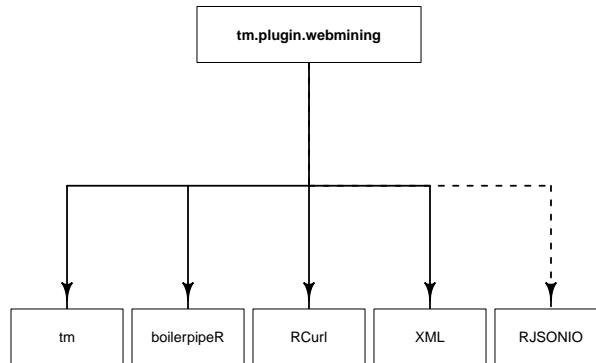 tm.plugin.webmining
tm
boilerpipeR
RCurl
XML
RJSONIO